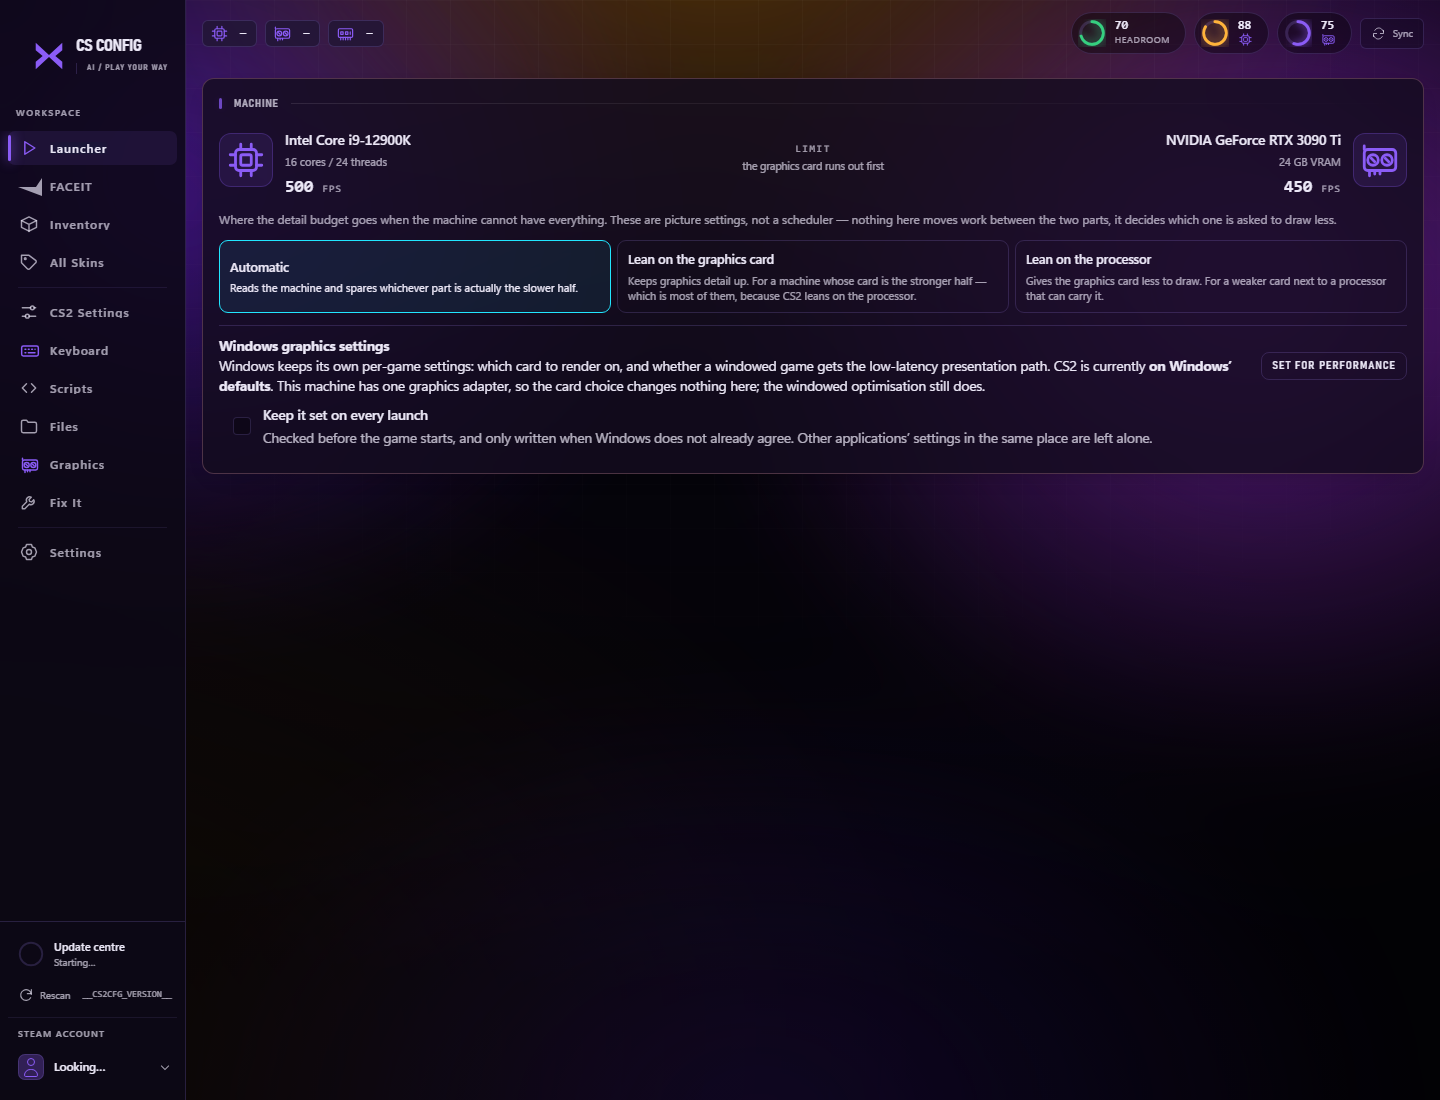 CS CONFIG
AI / PLAY YOUR WAY
WORKSPACE
Launcher
FACEIT
Inventory
All Skins
CS2 Settings
Keyboard
Scripts
Files
Graphics
Fix It
Settings
Update centre
Starting...
Rescan __CS2CFG_VERSION__
STEAM ACCOUNT
Looking...
– – –
70
HEADROOM
88
75
Sync
MACHINE
Intel Core i9-12900K
16 cores / 24 threads
500 FPS
LIMIT
the graphics card runs out first
NVIDIA GeForce RTX 3090 Ti
24 GB VRAM
450 FPS
Where the detail budget goes when the machine cannot have everything. These are picture settings, not a scheduler — nothing here moves work between the two parts, it decides which one is asked to draw less.
Automatic
Reads the machine and spares whichever part is actually the slower half.
Lean on the graphics card
Keeps graphics detail up. For a machine whose card is the stronger half —
which is most of them, because CS2 leans on the processor.
Lean on the processor
Gives the graphics card less to draw. For a weaker card next to a processor
that can carry it.
Windows graphics settings
Windows keeps its own per-game settings: which card to render on, and whether a windowed game gets the low-latency presentation path. CS2 is currently on Windows’
defaults. This machine has one graphics adapter, so the card choice changes nothing here; the windowed optimisation still does.
SET FOR PERFORMANCE
Keep it set on every launch
Checked before the game starts, and only written when Windows does not already agree. Other applications’ settings in the same place are left alone.